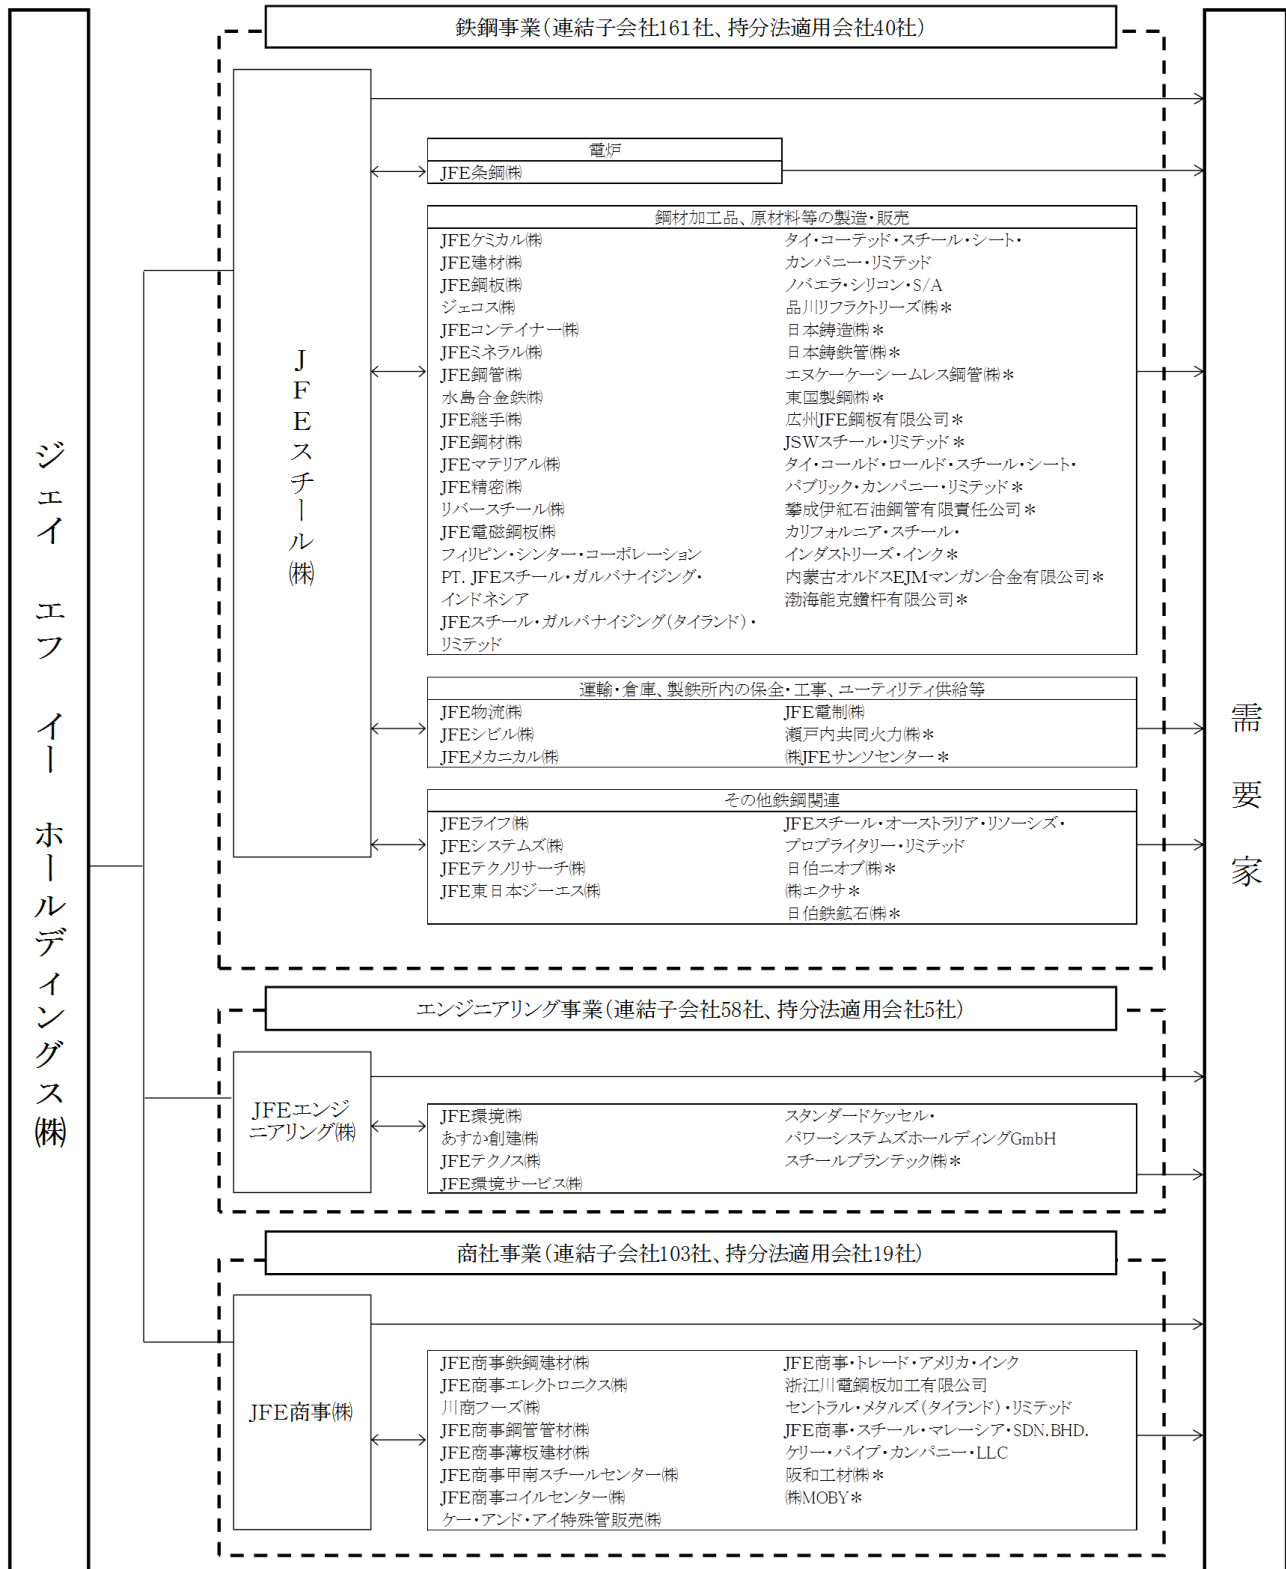 ジェイ エフ イー ホールディングス㈱
鉄鋼事業（連結子会社161社、持分法適用会社40社）
JFEスチール㈱
電炉
JFE条鋼㈱
鋼材加工品、原材料等の製造・販売
JFEケミカル㈱
JFE建材㈱
JFE鋼板㈱
ジェコス㈱
JFEコンテイナー㈱
JFEミネラル㈱
JFE鋼管㈱
水島合金鉄㈱
JFE継手㈱
JFE鋼材㈱
JFEマテリアル㈱
JFE精密㈱
リバースチール㈱
JFE電磁鋼板㈱
フィリピン・シンター・コーポレーション
PT. JFEスチール・ガルバナイジング・
インドネシア
JFEスチール・ガルバナイジング（タイランド）・
リミテッド
タイ・コーテッド・スチール・シート・
カンパニー・リミテッド
ノバエラ・シリコン・S/A
品川リフラクトリーズ㈱＊
日本鋳造㈱＊
日本鋳鉄管㈱＊
エヌケーケーシームレス鋼管㈱＊
東国製鋼㈱＊
広州JFE鋼板有限公司＊
JSWスチール・リミテッド＊
タイ・コールド・ロールド・スチール・シート・
パブリック・カンパニー・リミテッド＊
攀成伊紅石油鋼管有限責任公司＊
カリフォルニア・スチール・
インダストリーズ・インク＊
内蒙古オルドスEJMマンガン合金有限公司＊
渤海能克鑽杆有限公司＊
運輸・倉庫、製鉄所内の保全・工事、ユーティリティ供給等
JFE物流㈱
JFEシビル㈱
JFEメカニカル㈱
JFE電制㈱
瀬戸内共同火力㈱＊
㈱JFEサンソセンター＊
その他鉄鋼関連
JFEライフ㈱
JFEシステムズ㈱
JFEテクノリサーチ㈱
JFE東日本ジーエス㈱
JFEスチール・オーストラリア・リソーシズ・
プロプライタリー・リミテッド
日伯ニオブ㈱＊
㈱エクサ＊
日伯鉄鉱石㈱＊
エンジニアリング事業（連結子会社58社、持分法適用会社5社）
JFEエンジ
ニアリング㈱
JFE環境㈱
あすか創建㈱
JFEテクノス㈱
JFE環境サービス㈱
スタンダードケッセル・
パワーシステムズホールディングGmbH
スチールプランテック㈱＊
商社事業（連結子会社103社、持分法適用会社19社）
JFE商事㈱
JFE商事鉄鋼建材㈱
JFE商事エレクトロニクス㈱
川商フーズ㈱
JFE商事鋼管管材㈱
JFE商事薄板建材㈱
JFE商事甲南スチールセンター㈱
JFE商事コイルセンター㈱
ケー・アンド・アイ特殊管販売㈱
JFE商事・トレード・アメリカ・インク
浙江川電鋼板加工有限公司
セントラル・メタルズ（タイランド）・リミテッド
JFE商事・スチール・マレーシア・SDN.BHD.
ケリー・パイプ・カンパニー・LLC
阪和工材㈱＊
㈱MOBY＊
需要家